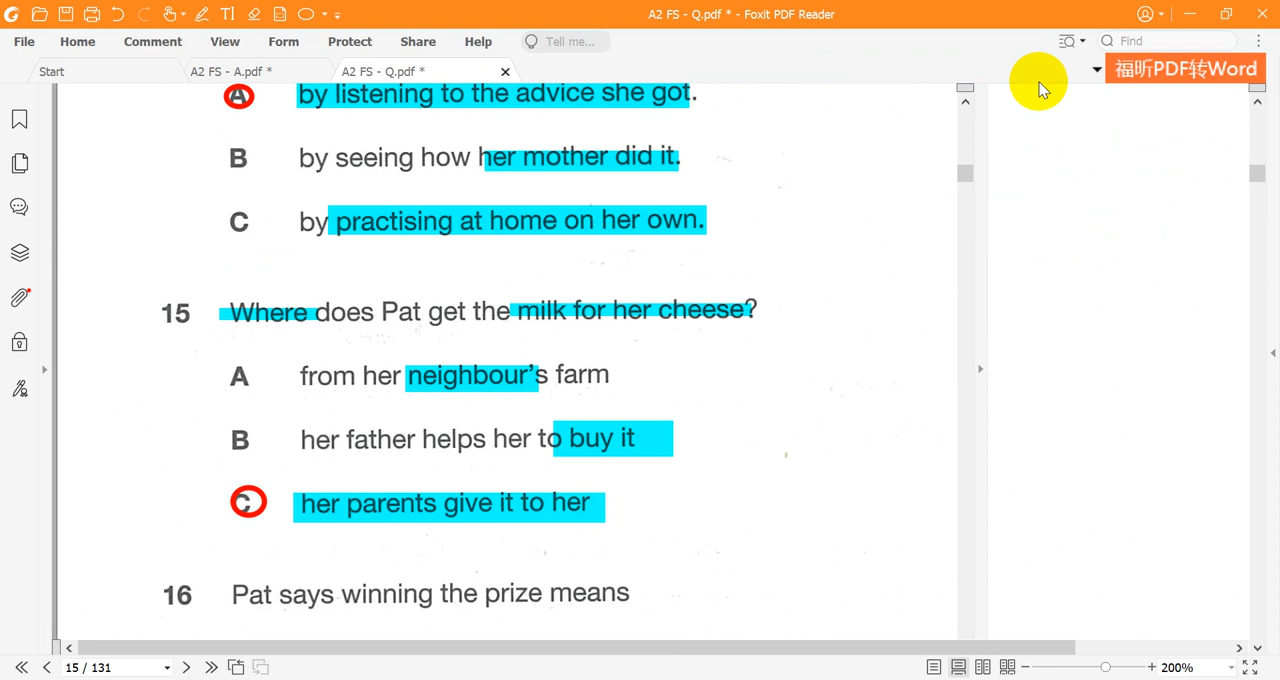 A2 FS - Q.pdf * - Foxit PDF Reader
File Home Comment View Form Protect Share Help Tell me... Find
Start A2 FS - A.pdf * A2 FS - Q.pdf * 福昕PDF转Word
A by listening to the advice she got.
B by seeing how her mother did it.
C by practising at home on her own.
15 Where does Pat get the milk for her cheese?
A from her neighbour's farm
B her father helps her to buy it
C her parents give it to her
16 Pat says winning the prize means
15 / 131 200%